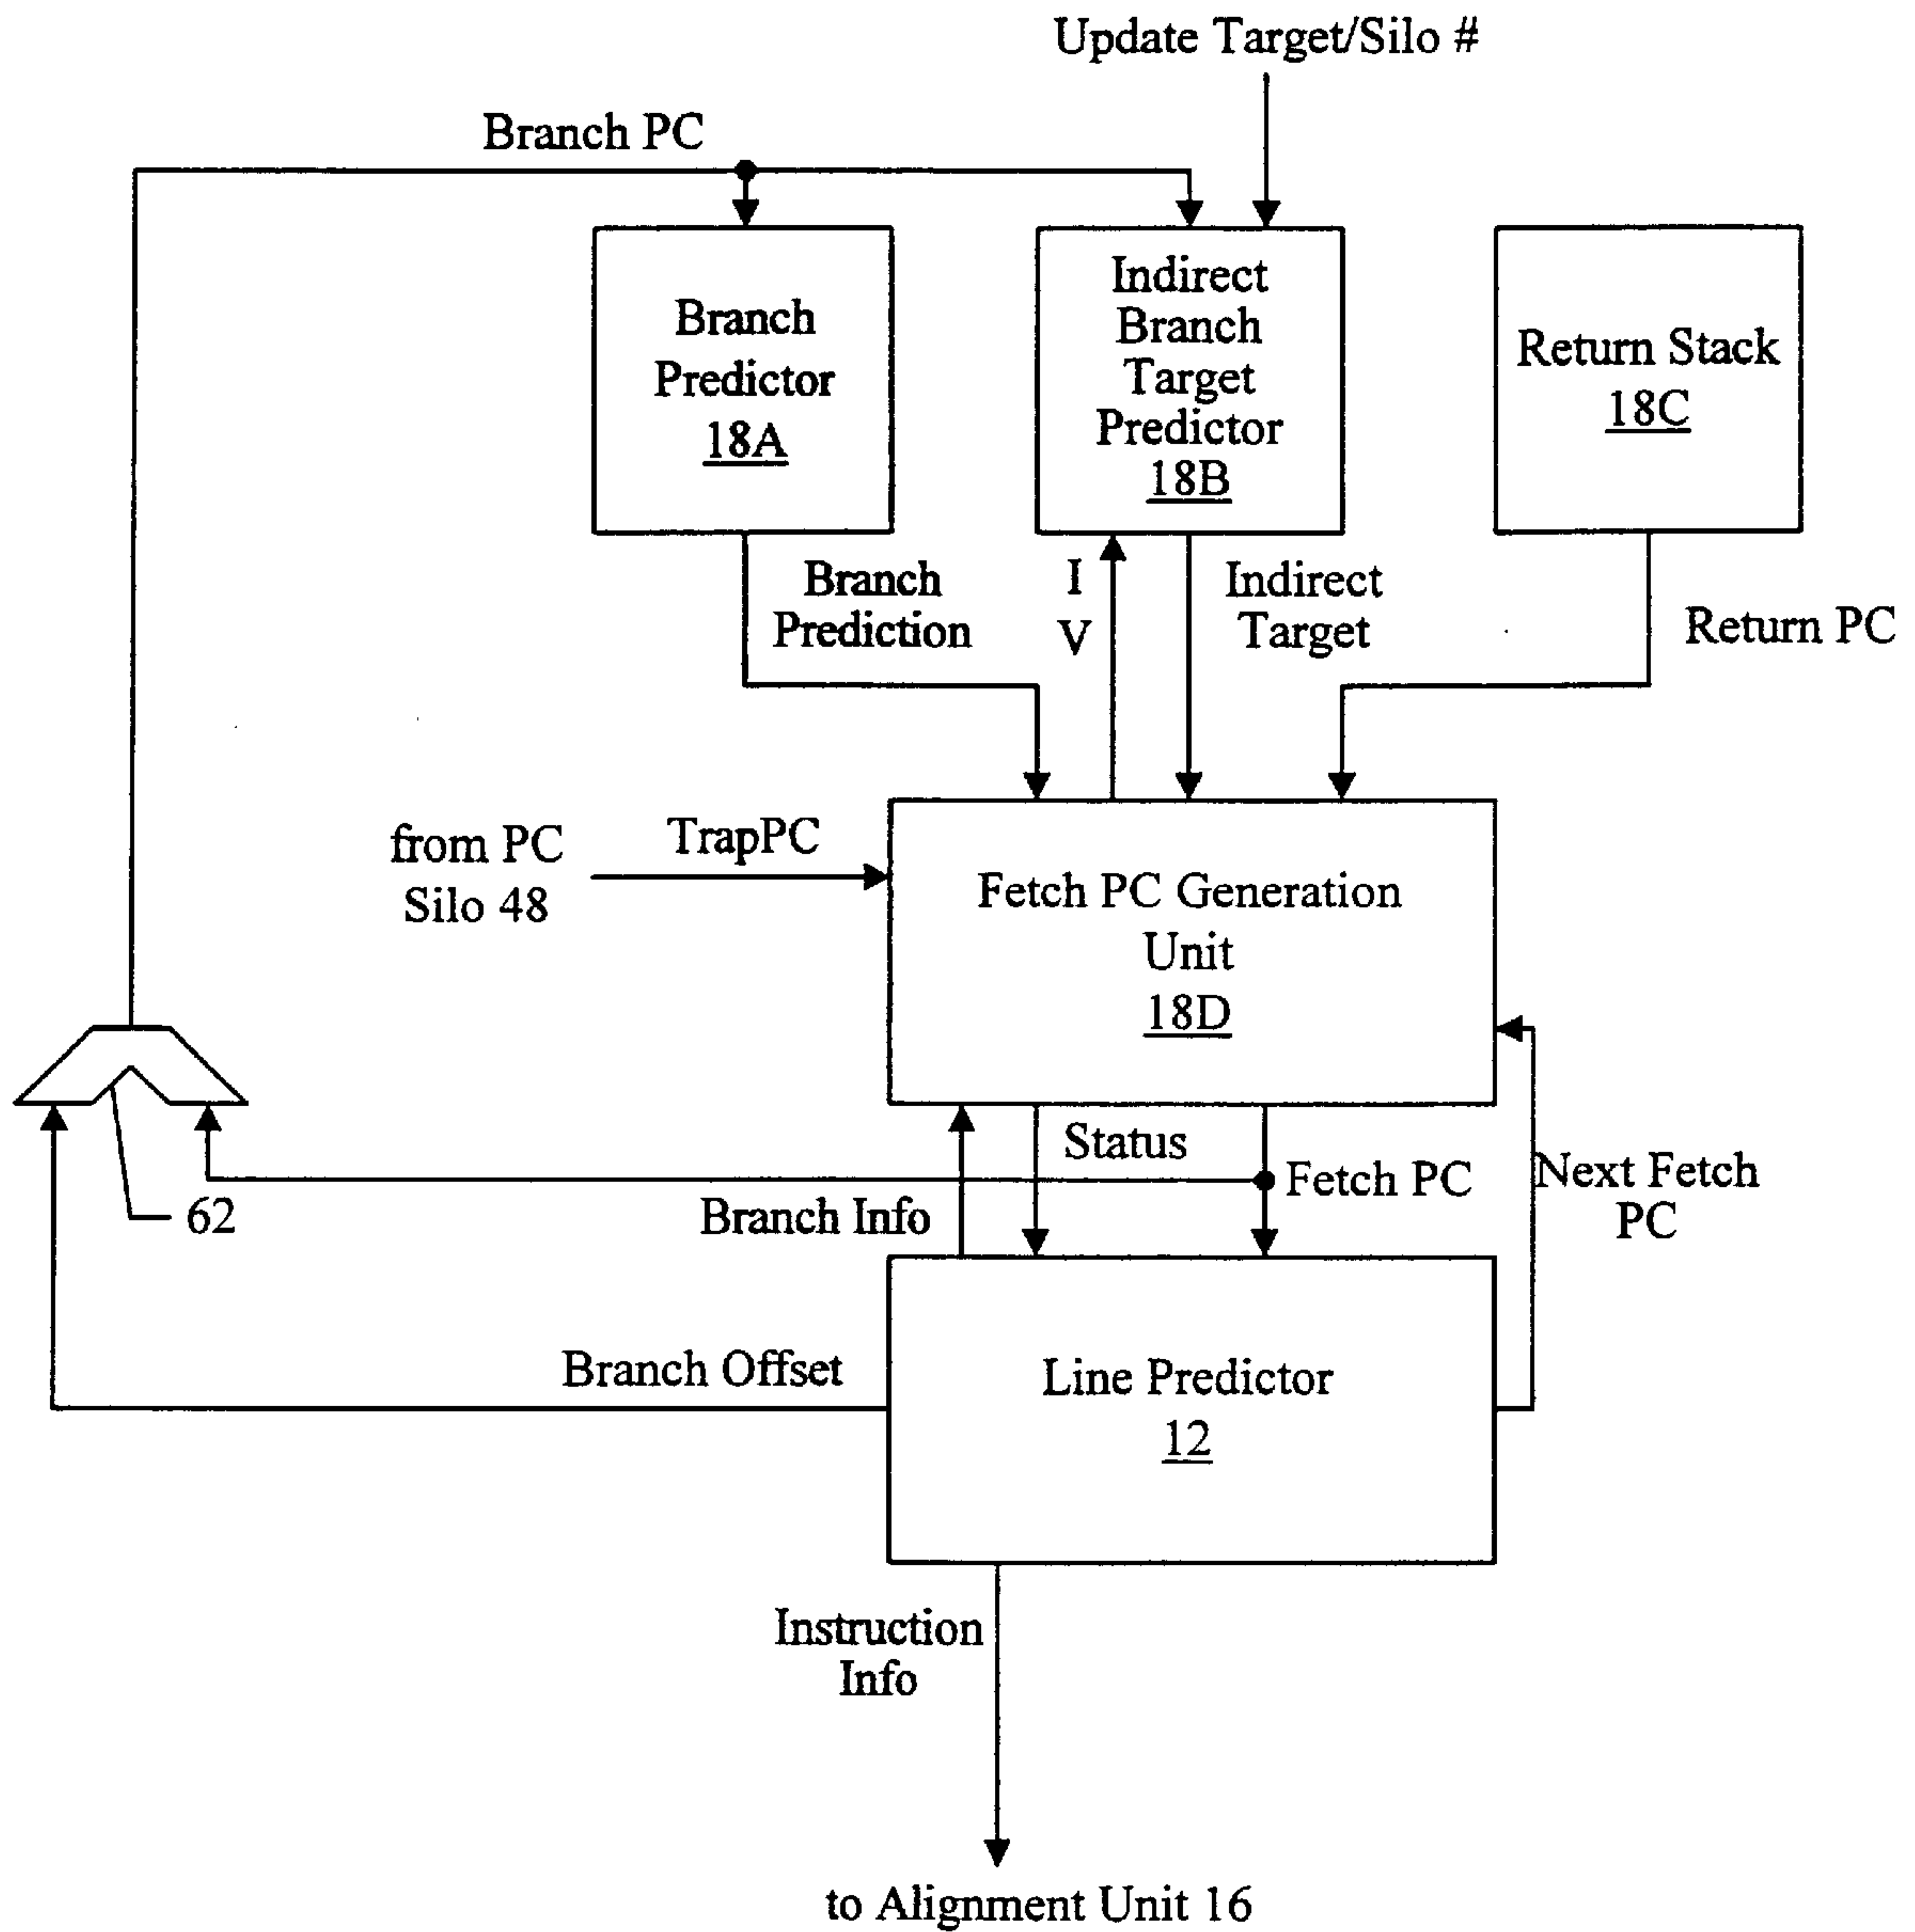 Update Target/Silo #
Branch PC
Branch
Predictor
18A
Indirect
Branch
Target
Predictor
18B
Return Stack
18C
Branch
Prediction
I
V
Indirect
Target
Return PC
from PC
Silo 48
TrapPC
Fetch PC Generation
Unit
18D
Status
Fetch PC
Next Fetch
PC
62
Branch Info
Branch Offset
Line Predictor
12
Instruction
Info
to Alignment Unit 16